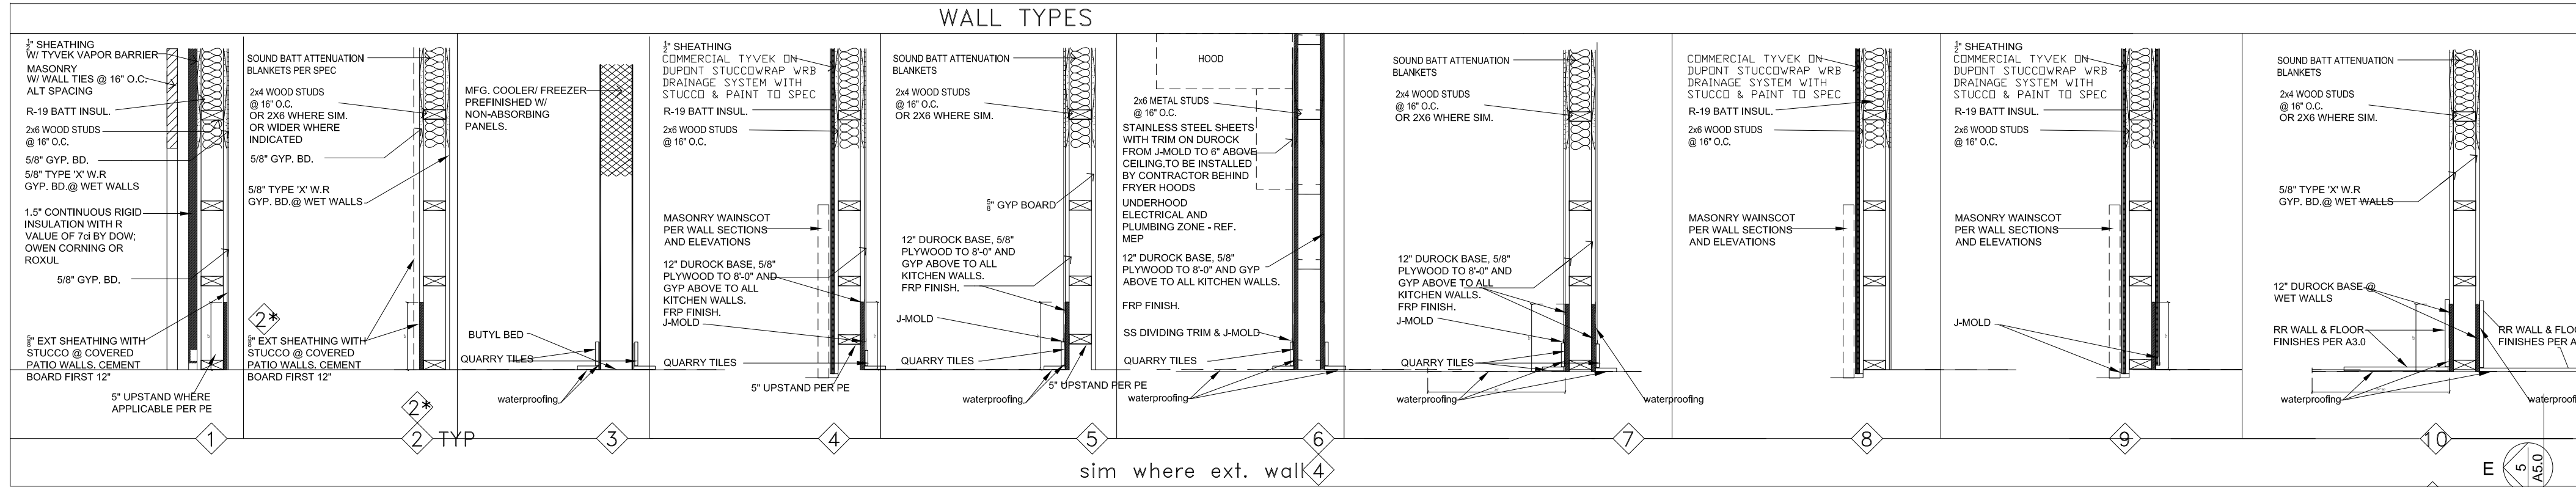 WALL TYPES
½" SHEATHING
W/ TYVEK VAPOR BARRIER
MASONRY
W/ WALL TIES @ 16" O.C.
ALT SPACING
R-19 BATT INSUL.
2x6 WOOD STUDS
@ 16" O.C.
5/8" GYP. BD.
5/8" TYPE 'X' W.R
GYP. BD.@ WET WALLS
1.5" CONTINUOUS RIGID
INSULATION WITH R
VALUE OF 7ci BY DOW;
OWEN CORNING OR
ROXUL
5/8" GYP. BD.
⅝" EXT SHEATHING WITH
STUCCO @ COVERED
PATIO WALLS. CEMENT
BOARD FIRST 12"
5" UPSTAND WHERE
APPLICABLE PER PE
1
SOUND BATT ATTENUATION
BLANKETS PER SPEC
2x4 WOOD STUDS
@ 16" O.C.
OR 2X6 WHERE SIM.
OR WIDER WHERE
INDICATED
5/8" GYP. BD.
5/8" TYPE 'X' W.R
GYP. BD.@ WET WALLS
2*
⅝" EXT SHEATHING WITH
STUCCO @ COVERED
PATIO WALLS. CEMENT
BOARD FIRST 12"
2*
2 TYP
MFG. COOLER/ FREEZER
PREFINISHED W/
NON-ABSORBING
PANELS.
BUTYL BED
QUARRY TILES
waterproofing
3
½" SHEATHING
COMMERCIAL TYVEK ON
DUPONT STUCCOWRAP WRB
DRAINAGE SYSTEM WITH
STUCCO & PAINT TO SPEC
R-19 BATT INSUL.
2x6 WOOD STUDS
@ 16" O.C.
MASONRY WAINSCOT
PER WALL SECTIONS
AND ELEVATIONS
12" DUROCK BASE, 5/8"
PLYWOOD TO 8'-0" AND
GYP ABOVE TO ALL
KITCHEN WALLS.
FRP FINISH.
J-MOLD
QUARRY TILES
5" UPSTAND PER PE
4
SOUND BATT ATTENUATION
BLANKETS
2x4 WOOD STUDS
@ 16" O.C.
OR 2X6 WHERE SIM.
⅝" GYP BOARD
12" DUROCK BASE, 5/8"
PLYWOOD TO 8'-0" AND
GYP ABOVE TO ALL
KITCHEN WALLS.
FRP FINISH.
J-MOLD
QUARRY TILES
5" UPSTAND PER PE
waterproofing
5
HOOD
2x6 METAL STUDS
@ 16" O.C.
STAINLESS STEEL SHEETS
WITH TRIM ON DUROCK
FROM J-MOLD TO 6" ABOVE
CEILING,TO BE INSTALLED
BY CONTRACTOR BEHIND
FRYER HOODS
UNDERHOOD
ELECTRICAL AND
PLUMBING ZONE - REF.
MEP
12" DUROCK BASE, 5/8"
PLYWOOD TO 8'-0" AND GYP
ABOVE TO ALL KITCHEN WALLS.
FRP FINISH.
SS DIVIDING TRIM & J-MOLD
QUARRY TILES
waterproofing
6
SOUND BATT ATTENUATION
BLANKETS
2x4 WOOD STUDS
@ 16" O.C.
OR 2X6 WHERE SIM.
12" DUROCK BASE, 5/8"
PLYWOOD TO 8'-0" AND
GYP ABOVE TO ALL
KITCHEN WALLS.
FRP FINISH.
J-MOLD
QUARRY TILES
waterproofing
waterproofing
7
COMMERCIAL TYVEK ON
DUPONT STUCCOWRAP WRB
DRAINAGE SYSTEM WITH
STUCCO & PAINT TO SPEC
R-19 BATT INSUL.
2x6 WOOD STUDS
@ 16" O.C.
MASONRY WAINSCOT
PER WALL SECTIONS
AND ELEVATIONS
8
½" SHEATHING
COMMERCIAL TYVEK ON
DUPONT STUCCOWRAP WRB
DRAINAGE SYSTEM WITH
STUCCO & PAINT TO SPEC
R-19 BATT INSUL.
2x6 WOOD STUDS
@ 16" O.C.
MASONRY WAINSCOT
PER WALL SECTIONS
AND ELEVATIONS
J-MOLD
9
SOUND BATT ATTENUATION
BLANKETS
2x4 WOOD STUDS
@ 16" O.C.
OR 2X6 WHERE SIM.
5/8" TYPE 'X' W.R
GYP. BD.@ WET WALLS
12" DUROCK BASE @
WET WALLS
RR WALL & FLOOR
FINISHES PER A3.0
RR WALL & FLOO
FINISHES PER A
waterproofing
waterproof
10
sim where ext. wall 4
E
5
A5.0